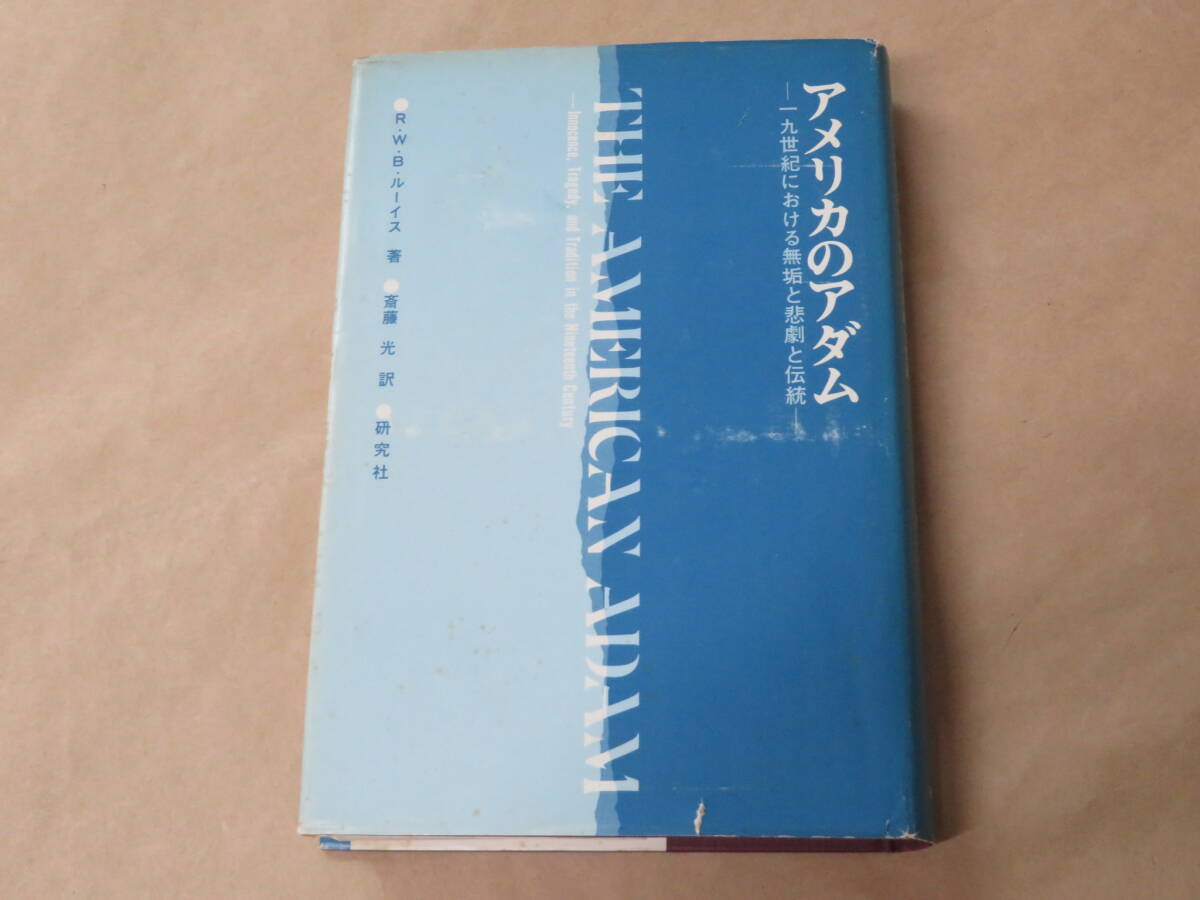 アメリカのアダム
―一九世紀における無垢と悲劇と伝統―
THE AMERICAN ADAM
―Innocence, Tragedy, and Tradition in the Nineteenth Century
●R・W・B・ルーイス 著 ●斎藤 光 訳 ●研究社